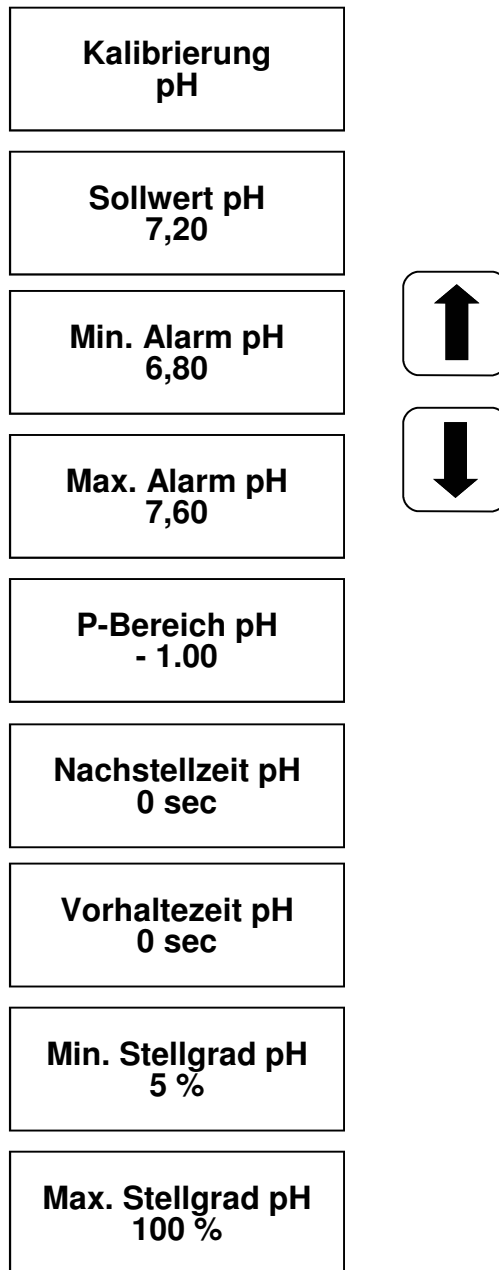 Kalibrierung
pH
Sollwert pH
7,20
Min. Alarm pH
6,80
Max. Alarm pH
7,60
P-Bereich pH
- 1.00
Nachstellzeit pH
0 sec
Vorhaltezeit pH
0 sec
Min. Stellgrad pH
5 %
Max. Stellgrad pH
100 %